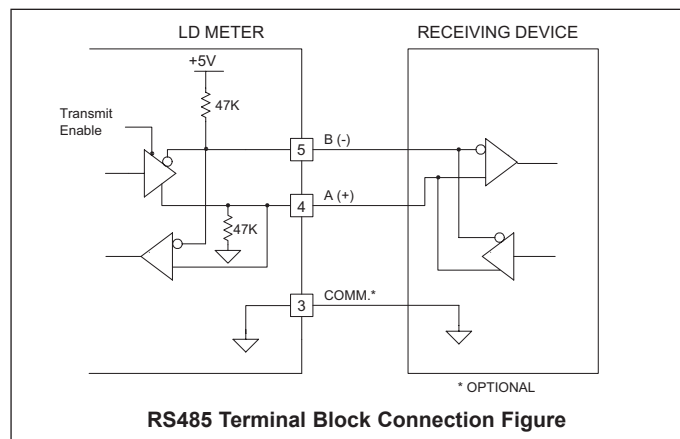 LD METER
RECEIVING DEVICE
+5V
47K
Transmit
Enable
5
B (-)
4
A (+)
47K
3
COMM.*
* OPTIONAL
RS485 Terminal Block Connection Figure